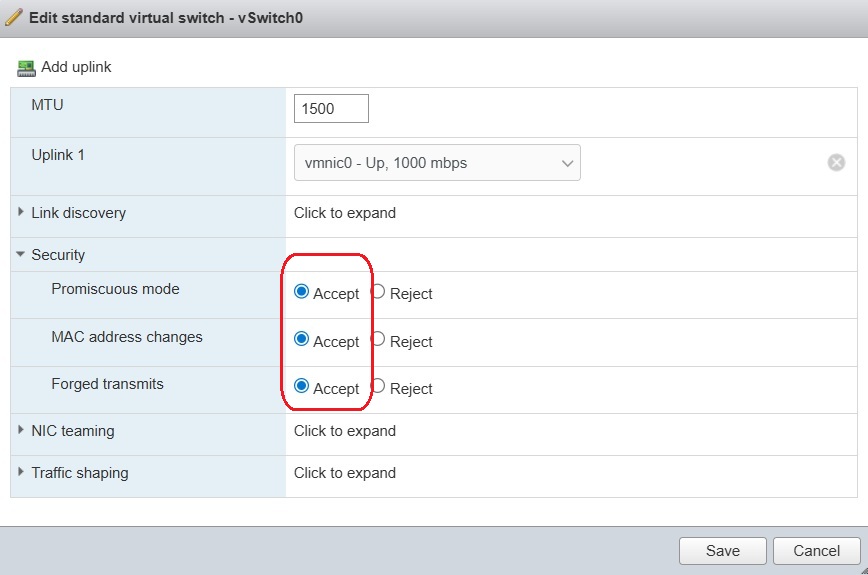 Edit standard virtual switch - vSwitch0
Add uplink
MTU 1500
Uplink 1 vmnic0 - Up, 1000 mbps
Link discovery Click to expand
Security
Promiscuous mode Accept Reject
MAC address changes Accept Reject
Forged transmits Accept Reject
NIC teaming Click to expand
Traffic shaping Click to expand
Save Cancel